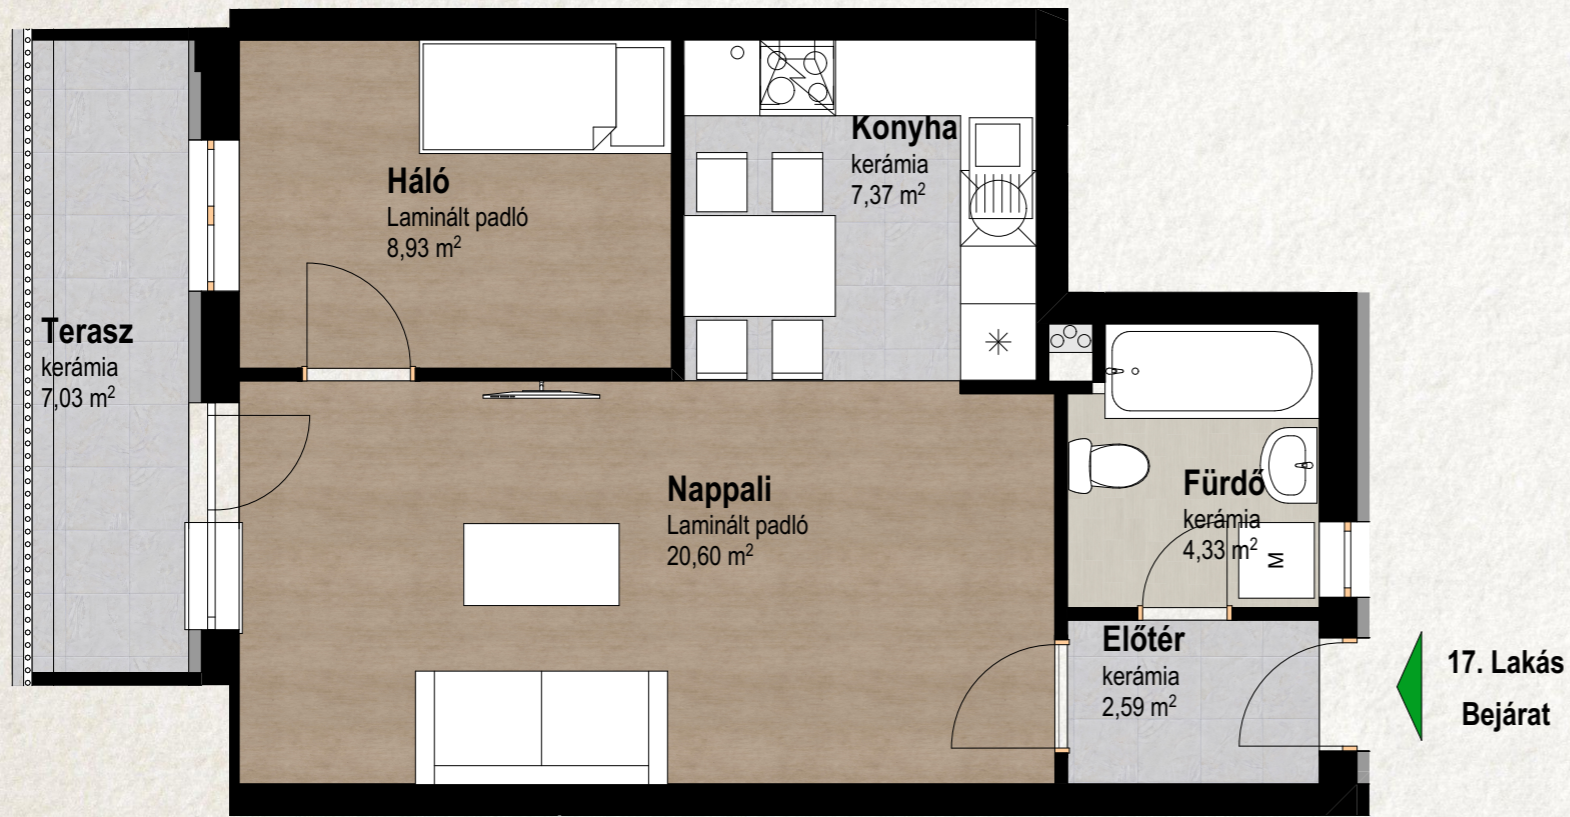 Konyha
kerámia
7,37 m²
Háló
Laminált padló
8,93 m²
Terasz
kerámia
7,03 m²
Nappali
Laminált padló
20,60 m²
Fürdő
kerámia
4,33 m²
M
Előtér
kerámia
2,59 m²
17. Lakás
Bejárat